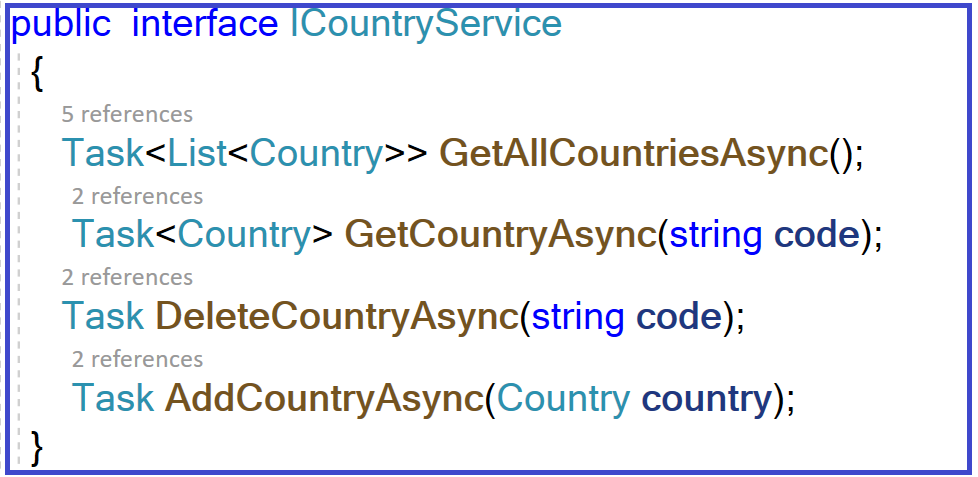 public interface ICountryService
{
5 references
Task<List<Country>> GetAllCountriesAsync();
2 references
Task<Country> GetCountryAsync(string code);
2 references
Task DeleteCountryAsync(string code);
2 references
Task AddCountryAsync(Country country);
}